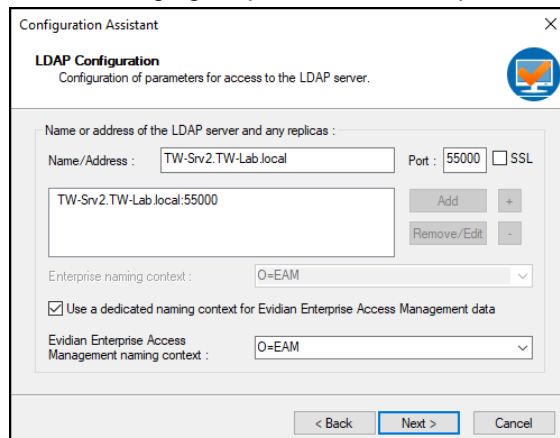 Configuration Assistant
LDAP Configuration
Configuration of parameters for access to the LDAP server.
Name or address of the LDAP server and any replicas :
Name/Address : TW-Srv2.TW-Lab.local Port : 55000 SSL
TW-Srv2.TW-Lab.local:55000
Add +
Remove/Edit -
Enterprise naming context : O=EAM
Use a dedicated naming context for Evidian Enterprise Access Management data
Evidian Enterprise Access
Management naming context : O=EAM
< Back Next > Cancel